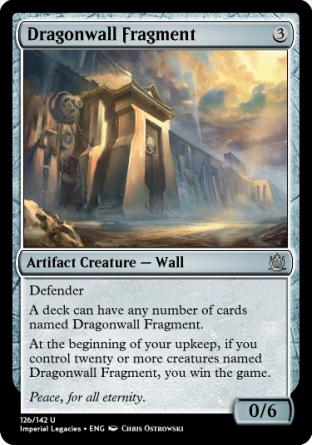 Dragonwall Fragment 3
Artifact Creature — Wall
Defender
A deck can have any number of cards
named Dragonwall Fragment.
At the beginning of your upkeep, if you
control twenty or more creatures named
Dragonwall Fragment, you win the game.
Peace, for all eternity.
0/6
126/142 U
Imperial Legacies • ENG Chris Ostrowski